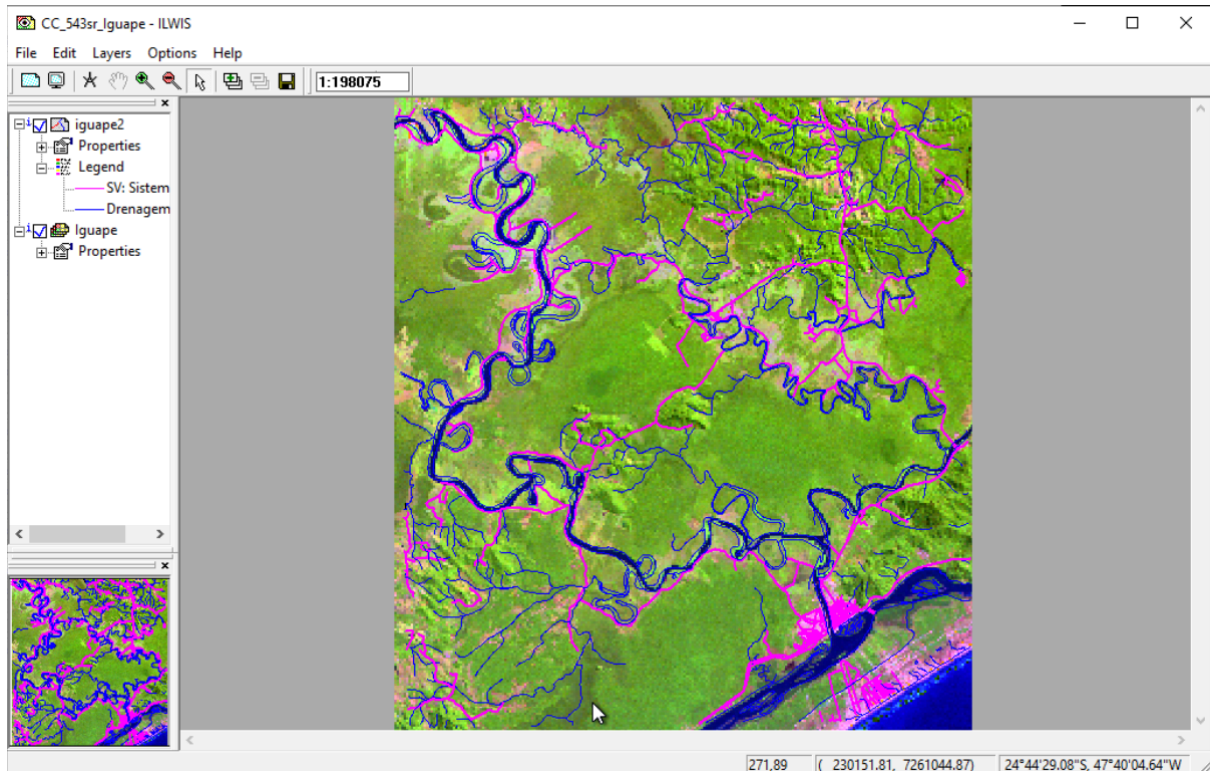 CC_543sr_Iguape - ILWIS
File Edit Layers Options Help
1:198075
iguape2
Properties
Legend
SV: Sistem
Drenagem
Iguape
Properties
271,89 ( 230151.81, 7261044.87) 24°44'29.08"S, 47°40'04.64"W